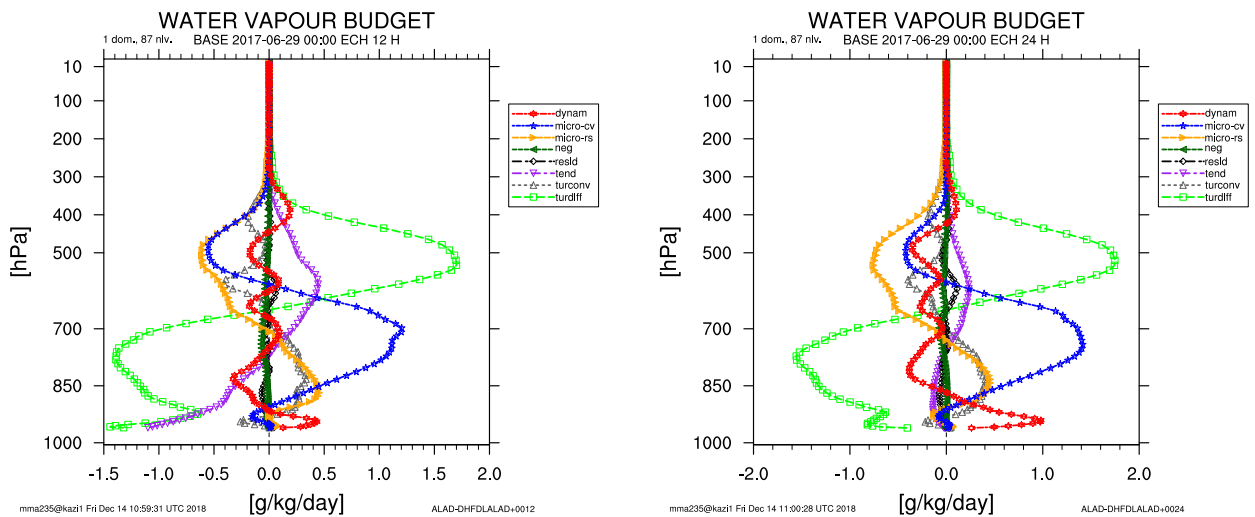 WATER VAPOUR BUDGET
1 dom., 87 nlv.
BASE 2017-06-29 00:00 ECH 12 H
10
100
200
300
400
500
700
850
1000
[hPa]
-1.5 -1.0 -0.5 0.0 0.5 1.0 1.5 2.0
[g/kg/day]
dynam
micro-cv
micro-rs
neg
resid
tend
turconv
turdiff
mma235@kazi1 Fri Dec 14 10:59:31 UTC 2018
ALAD-DHFDLALAD+0012
WATER VAPOUR BUDGET
1 dom., 87 nlv.
BASE 2017-06-29 00:00 ECH 24 H
10
100
200
300
400
500
700
850
1000
[hPa]
-2.0 -1.0 0.0 1.0 2.0
[g/kg/day]
dynam
micro-cv
micro-rs
neg
resid
tend
turconv
turdiff
mma235@kazi1 Fri Dec 14 11:00:28 UTC 2018
ALAD-DHFDLALAD+0024